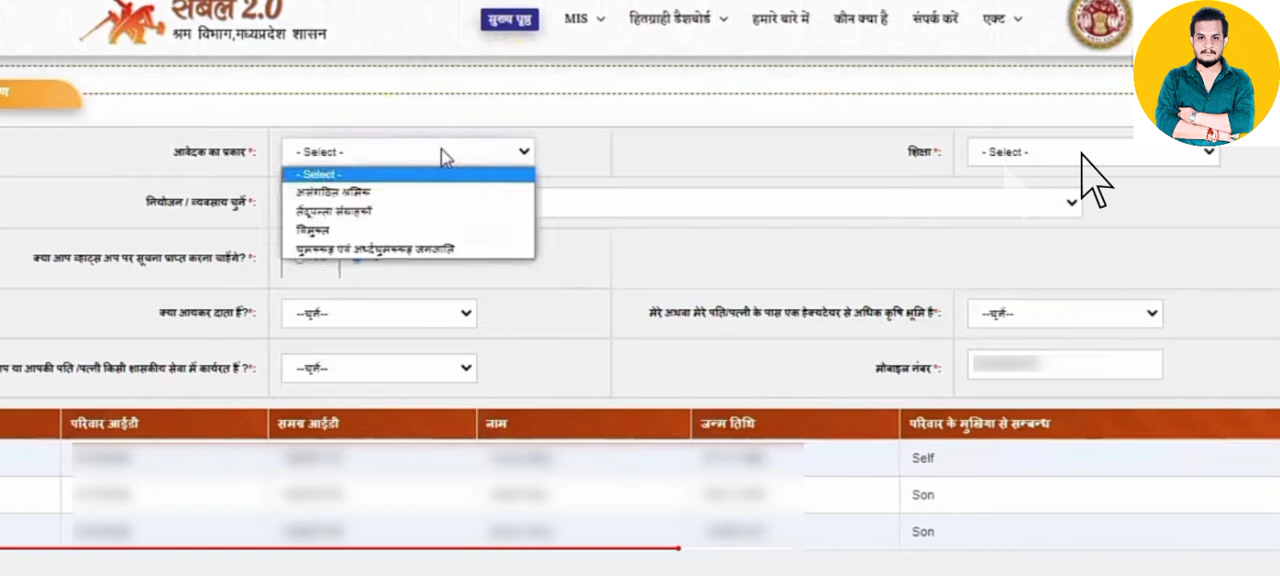 संबल 2.0
श्रम विभाग,मध्यप्रदेश शासन
मुख्य पृष्ठ MIS हितग्राही डैशबोर्ड हमारे बारे में कौन क्या है संपर्क करें एक्ट
ण
आवेदक का प्रकार *: - Select - शिक्षा *: - Select -
- Select -
असंगठित श्रमिक
नियोजन / व्यवसाय चुनें *: तेंदूपत्ता संग्राहकों
विमुक्त
क्या आप व्हाट्स अप पर सूचना प्राप्त करना चाहेंगे? *: घुमक्कड़ एवं अर्ध्दघुमक्कड़ जनजाति
क्या आयकर दाता हैं?*: --चुनें-- मेरे अथवा मेरे पति/पत्नी के पास एक हेक्यटेयर से अधिक कृषि भूमि है*: --चुनें--
प या आपकी पति /पत्नी किसी शासकीय सेवा में कार्यरत हैं ?*: --चुनें-- मोबाइल नंबर *:
परिवार आईडी समग्र आईडी नाम जन्म तिथि परिवार के मुखिया से सम्बन्ध
Self
Son
Son